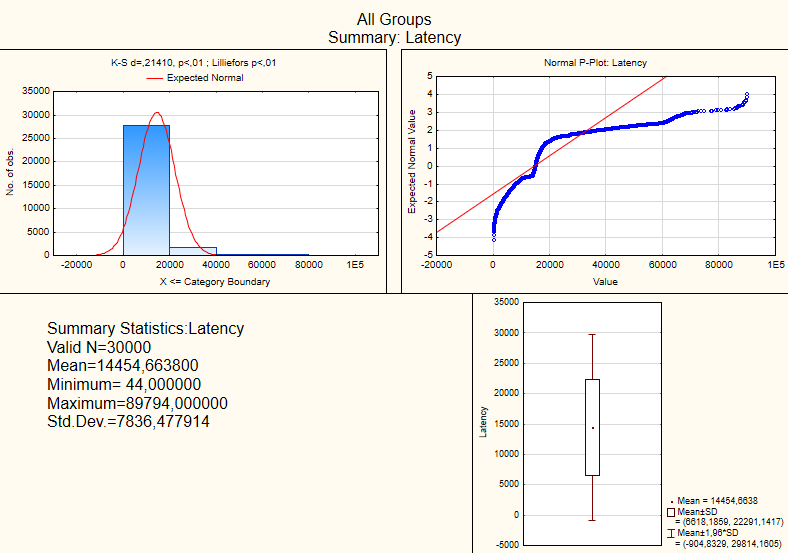 All Groups
Summary: Latency
K-S d=,21410, p<,01 ; Lilliefors p<,01
Expected Normal
35000
30000
25000
20000
15000
10000
5000
0
No. of obs.
-20000 0 20000 40000 60000 80000 1E5
X <= Category Boundary
Normal P-Plot: Latency
5
4
3
2
1
0
-1
-2
-3
-4
-5
Expected Normal Value
-20000 0 20000 40000 60000 80000 1E5
Value
Summary Statistics:Latency
Valid N=30000
Mean=14454,663800
Minimum= 44,000000
Maximum=89794,000000
Std.Dev.=7836,477914
35000
30000
25000
20000
15000
10000
5000
0
-5000
Latency
Mean = 14454,6638
Mean±SD
= (6618,1859, 22291,1417)
Mean±1,96*SD
= (-904,8329, 29814,1605)